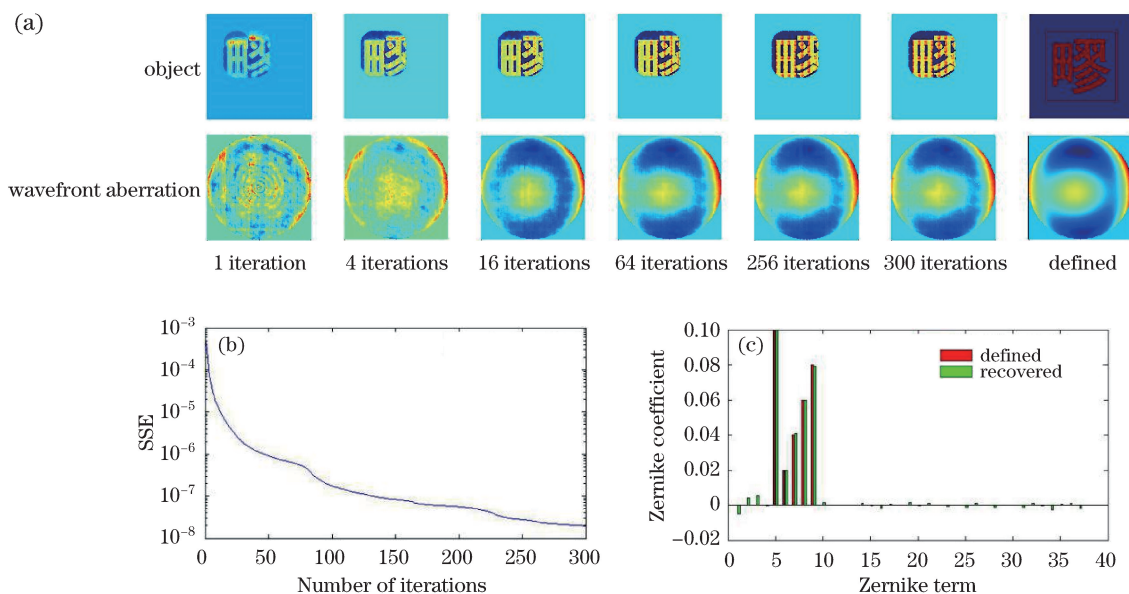 (a)
object
wavefront aberration
1 iteration 4 iterations 16 iterations 64 iterations 256 iterations 300 iterations defined
(b)
SSE
10⁻³
10⁻⁴
10⁻⁵
10⁻⁶
10⁻⁷
10⁻⁸
0 50 100 150 200 250 300
Number of iterctions
(c)
defined
recovered
Zernike coefficient
0.10
0.08
0.06
0.04
0.02
0
−0.02
0 5 10 15 20 25 30 35 40
Zernike term